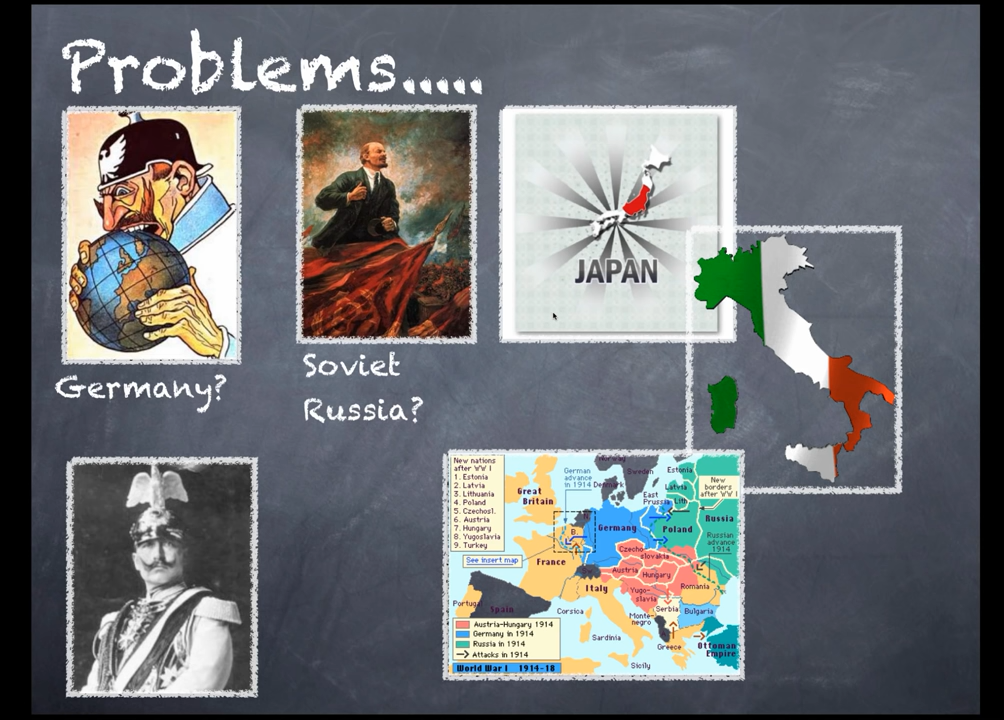 Problems.....
JAPAN
Germany?
Soviet
Russia?
New nations
after WW I
1. Estonia
2. Latvia
3. Lithuania
4. Poland
5. Czechosl.
6. Austria
7. Hungary
8. Yugoslavia
9. Turkey
German
advance
in 1914
Norway
Sweden
Denmark
Estonia
Latvia
Lith
New
borders
after WW I
East
Prussia
Great
Britain
Germany
Poland
Russia
Russian
advance
1914
B.
See insert map
France
Czecho
slovakia
Austria
Hungary
Italy
Romania
Yugo-
slavia
Serbia
Bulgaria
Monte-
negro
Portugal
Spain
Corsica
Sardinia
Greece
Ottoman
Empire
Sicily
Austria-Hungary 1914
Germany in 1914
Russia in 1914
Attacks in 1914
World War I 1914-18